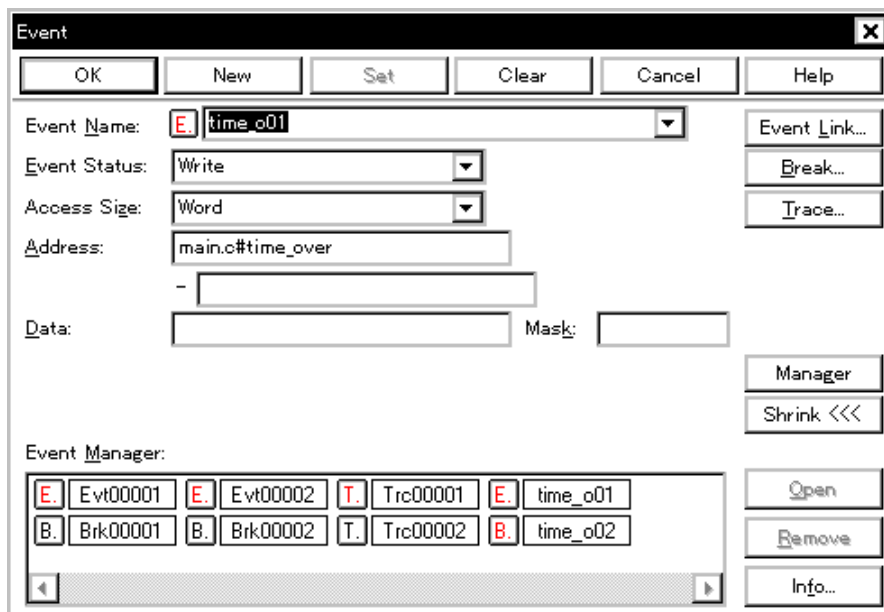 Event
OK New Set Clear Cancel Help
Event Name: E. time_o01 Event Link...
Event Status: Write Break...
Access Size: Word Trace...
Address: main.c#time_over
-
Data: Mask:
Manager
Shrink <<<
Event Manager:
E. Evt00001 E. Evt00002 T. Trc00001 E. time_o01 Open
B. Brk00001 B. Brk00002 T. Trc00002 B. time_o02 Remove
Info...